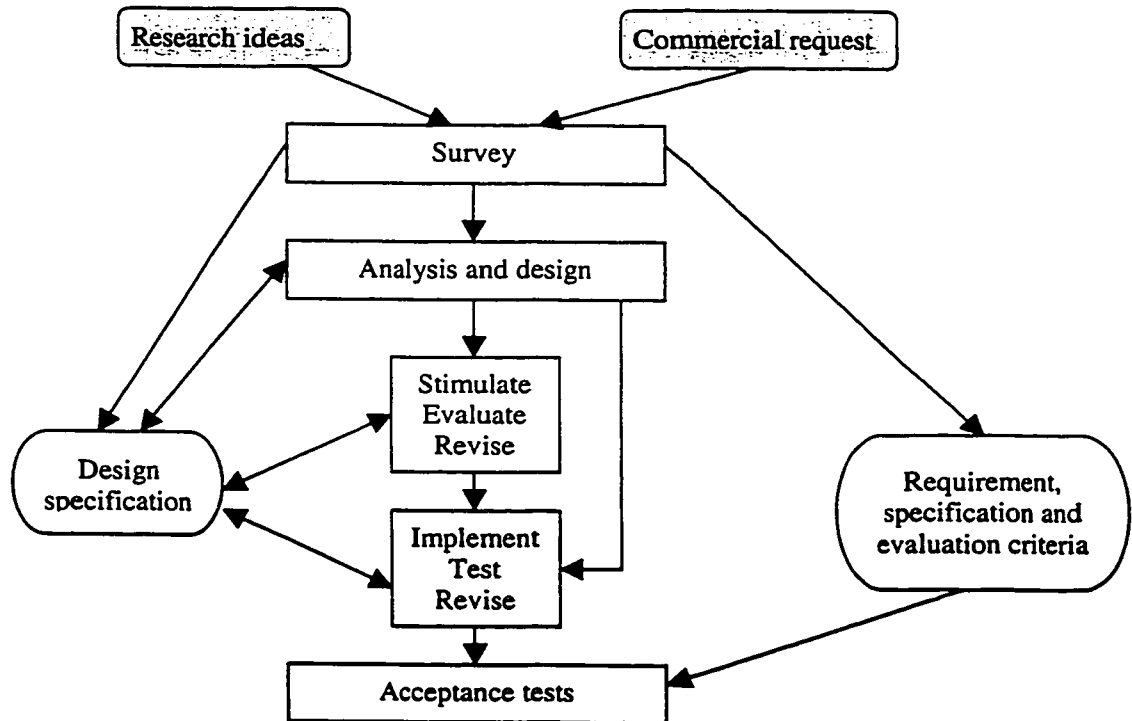 Research ideas
Commercial request
Survey
Analysis and design
Stimulate
Evaluate
Revise
Design
specification
Requirement,
specification and
evaluation criteria
Implement
Test
Revise
Acceptance tests